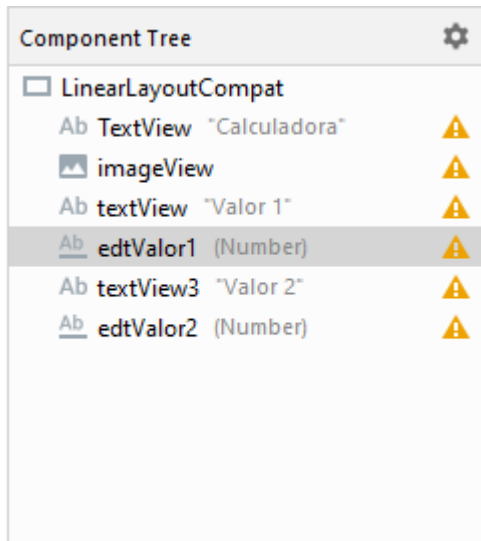 Component Tree
LinearLayoutCompat
Ab TextView "Calculadora"
imageView
Ab textView "Valor 1"
Ab edtValor1 (Number)
Ab textView3 "Valor 2"
Ab edtValor2 (Number)